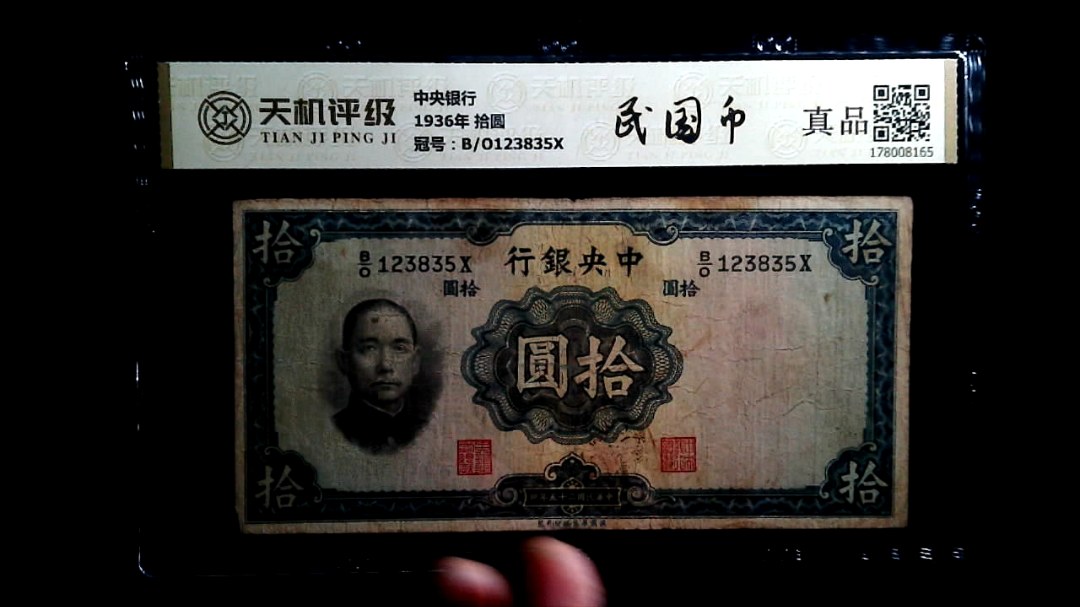 天机评级
TIAN JI PING JI
中央银行
1936年 拾圆
冠号：B/O123835X
民国币
真品
178008165
拾
拾
行銀央中
B/O 123835X
B/O 123835X
圓拾
圓拾
圓拾
拾
拾